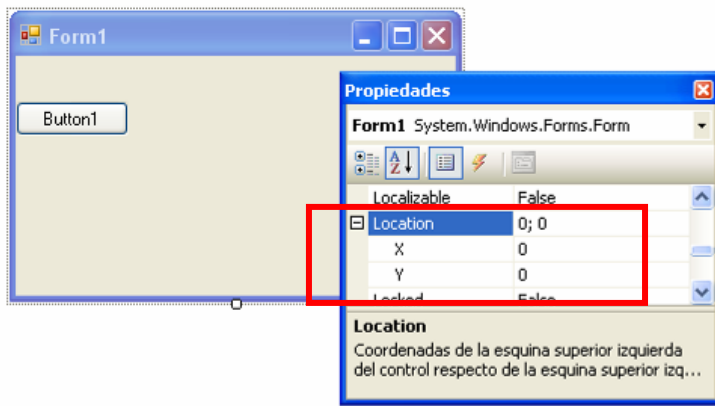 Form1
Button1
Propiedades
Form1 System.Windows.Forms.Form
Localizable False
Location 0; 0
X 0
Y 0
Locked False
Location
Coordenadas de la esquina superior izquierda
del control respecto de la esquina superior izq...